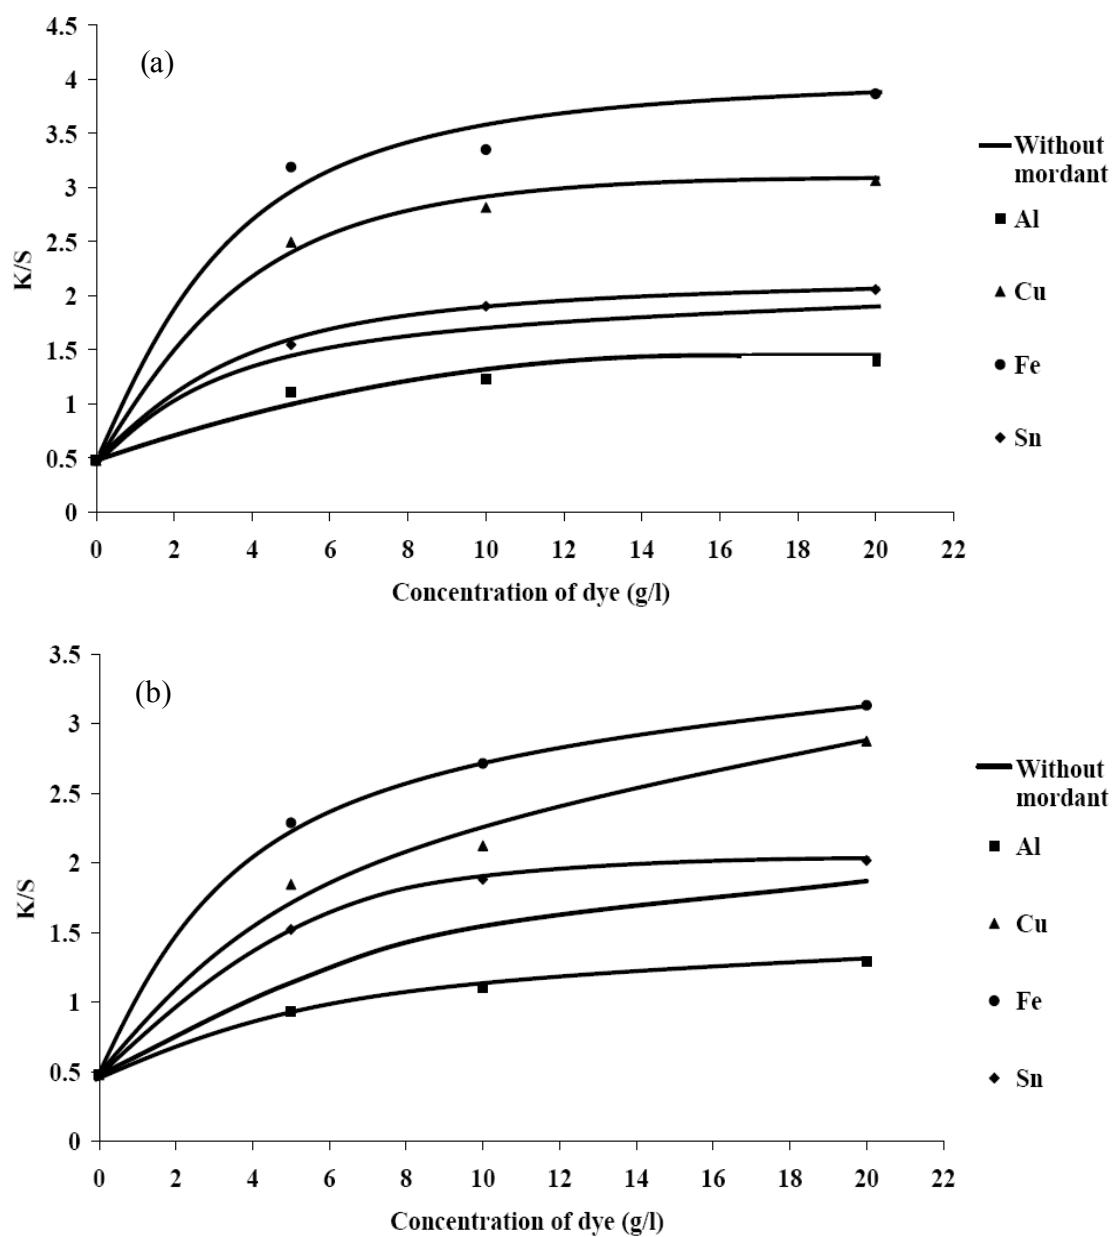 (a)
4.5
4
3.5
3
2.5
2
1.5
1
0.5
0
K/S
0 2 4 6 8 10 12 14 16 18 20 22
Concentration of dye (g/l)
Without
mordant
Al
Cu
Fe
Sn
(b)
3.5
3
2.5
2
1.5
1
0.5
0
K/S
0 2 4 6 8 10 12 14 16 18 20 22
Concentration of dye (g/l)
Without
mordant
Al
Cu
Fe
Sn